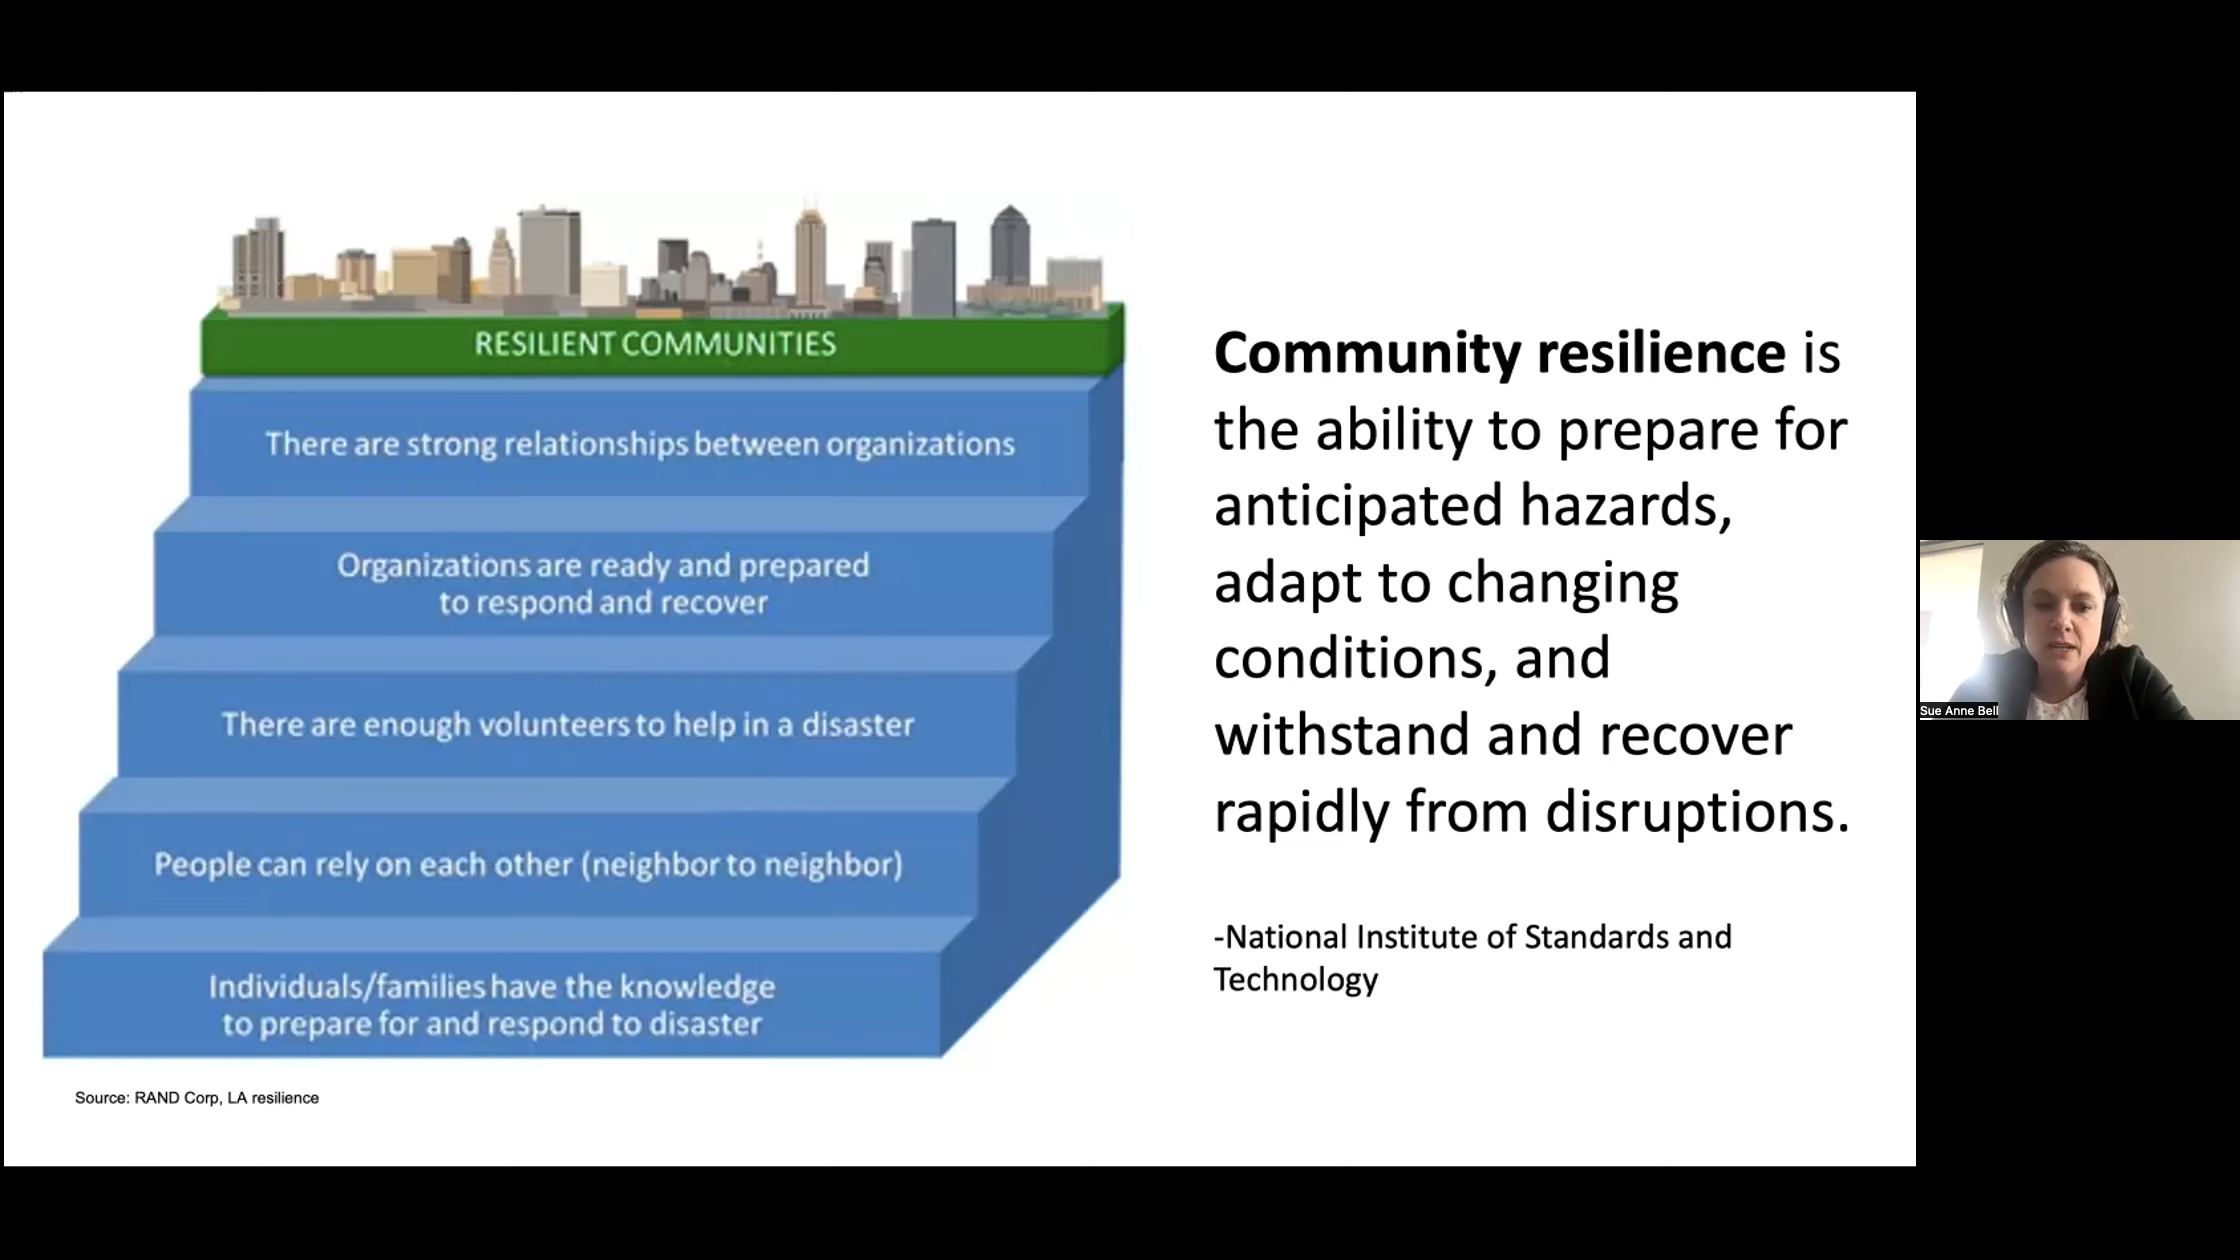 RESILIENT COMMUNITIES
There are strong relationships between organizations
Organizations are ready and prepared
to respond and recover
There are enough volunteers to help in a disaster
People can rely on each other (neighbor to neighbor)
Individuals/families have the knowledge
to prepare for and respond to disaster
Source: RAND Corp, LA resilience
Community resilience is
the ability to prepare for
anticipated hazards,
adapt to changing
conditions, and
withstand and recover
rapidly from disruptions.
-National Institute of Standards and
Technology
Sue Anne Bell